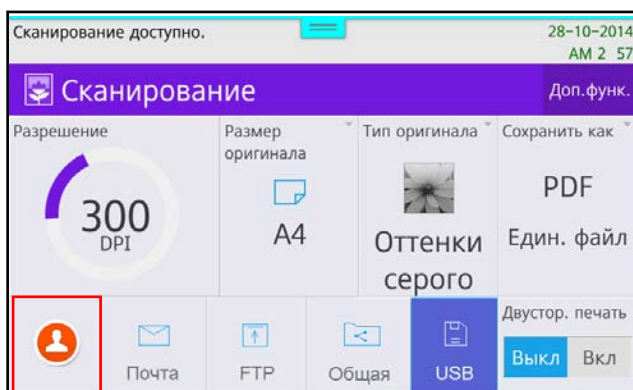 Сканирование доступно.
28-10-2014
AM 2 57
Сканирование
Доп.функ.
Разрешение
300
DPI
Размер
оригинала
A4
Тип оригинала
Оттенки
серого
Сохранить как
PDF
Един. файл
Почта
FTP
Общая
USB
Двустор. печать
Выкл
Вкл